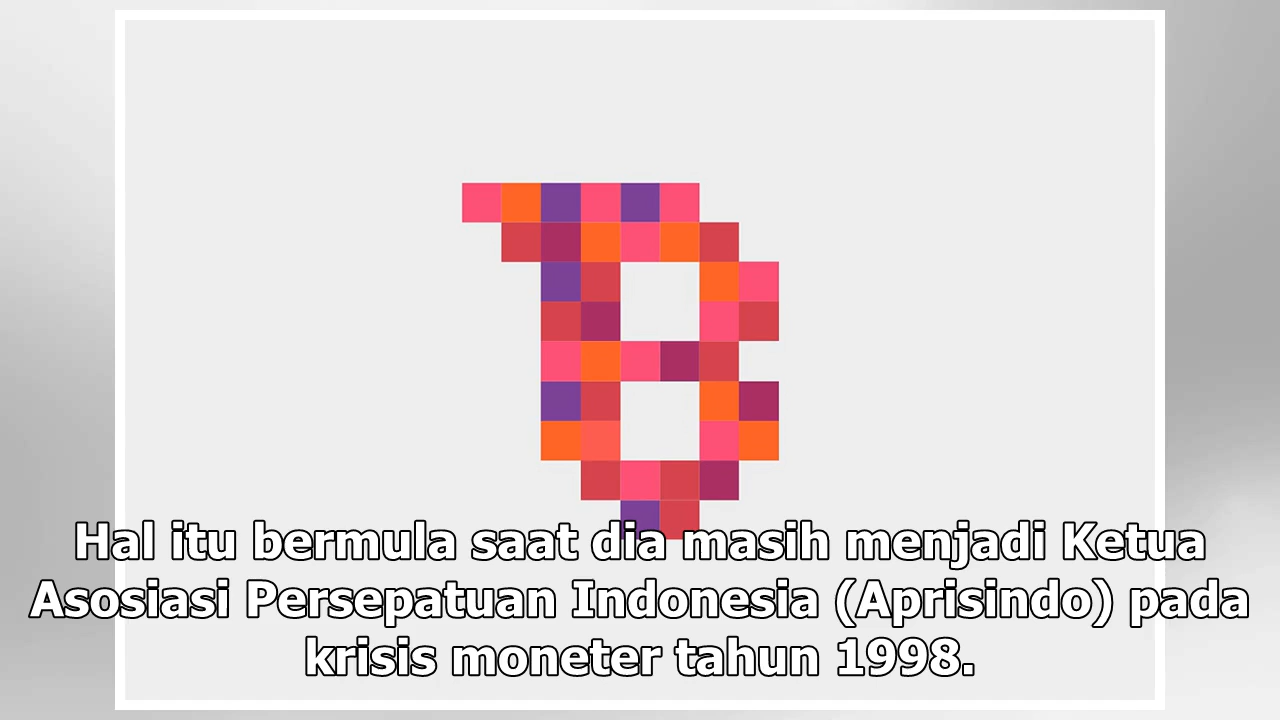 Hal itu bermula saat dia masih menjadi Ketua
Asosiasi Persepatuan Indonesia (Aprisindo) pada
krisis moneter tahun 1998.